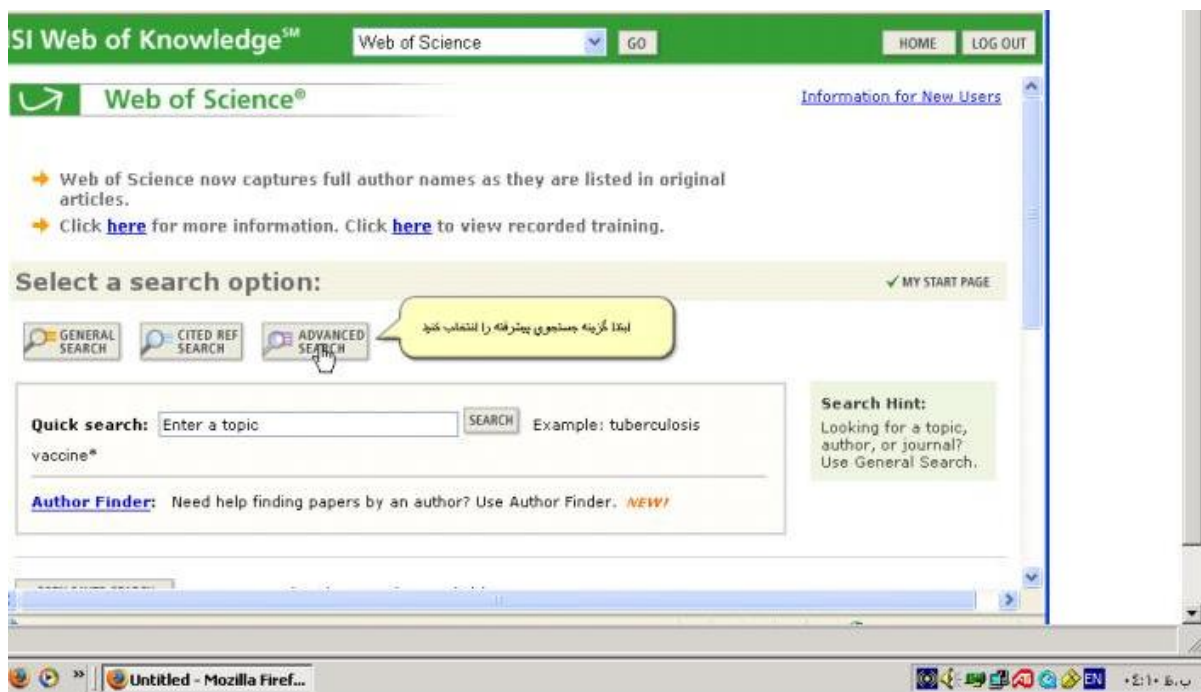 SI Web of Knowledge℠ Web of Science GO HOME LOG OUT
Web of Science® Information for New Users
Web of Science now captures full author names as they are listed in original
articles.
Click here for more information. Click here to view recorded training.
Select a search option: MY START PAGE
ابتدا گزینه جستجوي پیشرفته را انتخاب کنید
GENERAL SEARCH CITED REF SEARCH ADVANCED SEARCH
Quick search: Enter a topic SEARCH Example: tuberculosis
vaccine*
Author Finder: Need help finding papers by an author? Use Author Finder. NEW!
Search Hint:
Looking for a topic,
author, or journal?
Use General Search.
Untitled - Mozilla Firef... EN ٠٤:١٠ ب.ظ